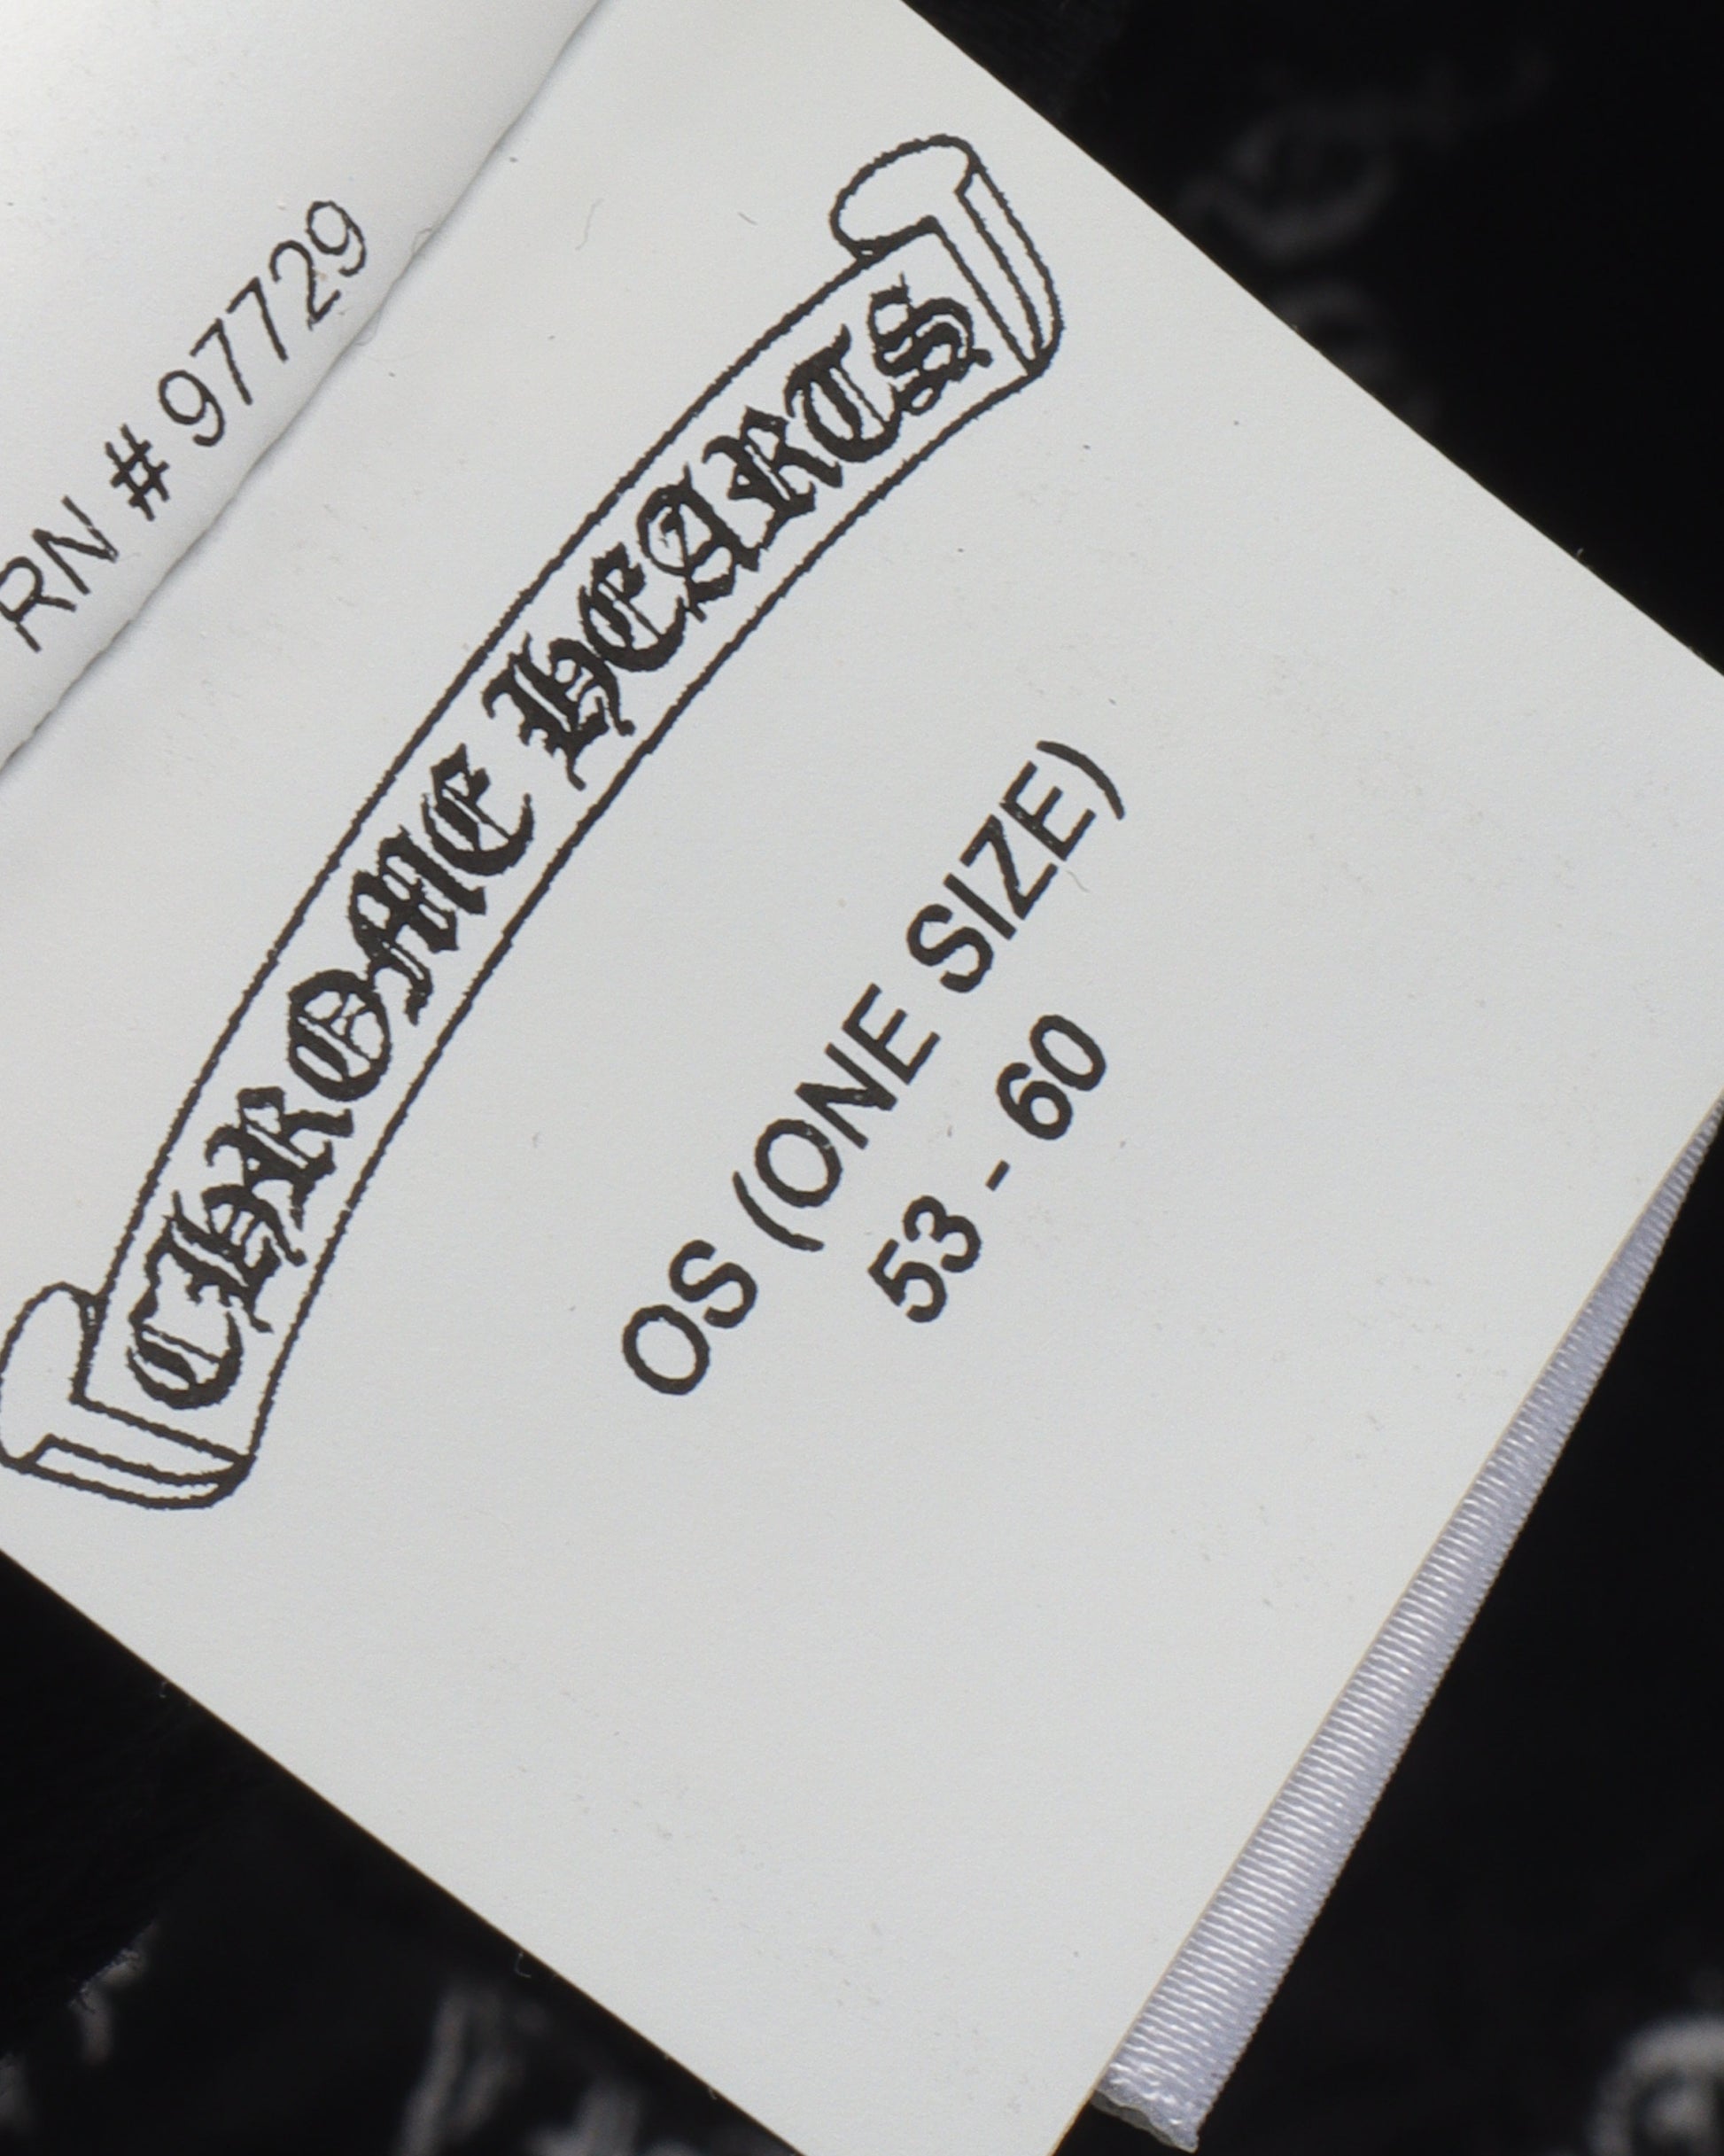 RN # 97729
CHROME HEARTS
OS (ONE SIZE)
53 - 60